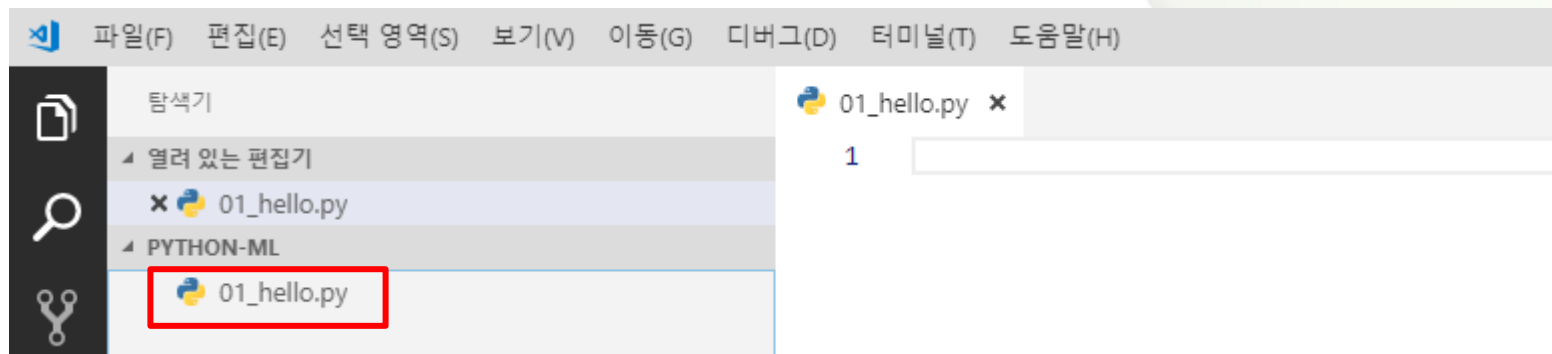 파일(F) 편집(E) 선택 영역(S) 보기(V) 이동(G) 디버그(D) 터미널(T) 도움말(H)
탐색기
열려 있는 편집기
01_hello.py
PYTHON-ML
01_hello.py
01_hello.py
1